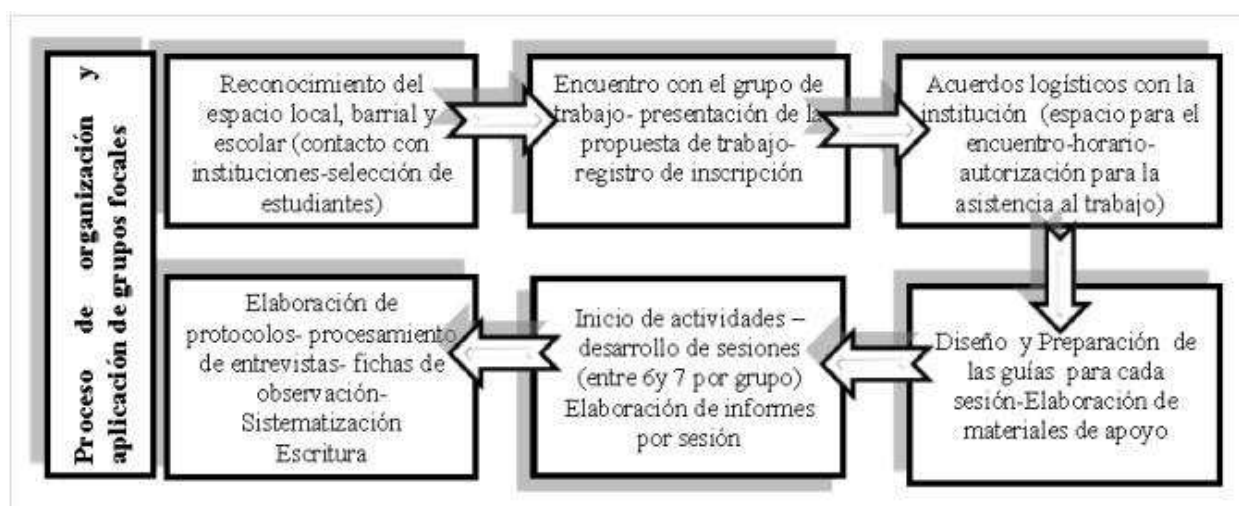 Proceso de organización y
aplicación de grupos focales
Reconocimiento del
espacio local, barrial y
escolar (contacto con
instituciones-selección de
estudiantes)
Encuentro con el grupo de
trabajo- presentación de la
propuesta de trabajo-
registro de inscripción
Acuerdos logísticos con la
institución (espacio para el
encuentro-horario-
autorización para la
asistencia al trabajo)
Diseño y Preparación de
las guías para cada
sesión-Elaboración de
materiales de apoyo
Inicio de actividades –
desarrollo de sesiones
(entre 6y 7 por grupo)
Elaboración de informes
por sesión
Elaboración de
protocolos- procesamiento
de entrevistas- fichas de
observación-
Sistematización
Escritura